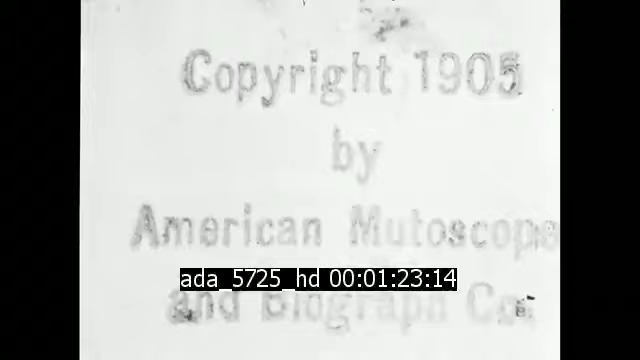 Copyright 1905
by
American Mutoscope
ada_5725_hd 00:01:23:14
and Biograph Co.